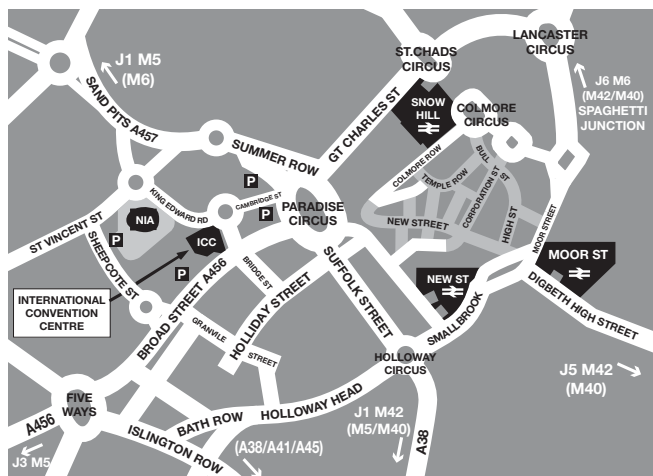 J1 M5
(M6)
SAND PITS A457
ST.CHADS
CIRCUS
LANCASTER
CIRCUS
J6 M6
(M42/M40)
SPAGHETTI
JUNCTION
SNOW
HILL
COLMORE
CIRCUS
GT CHARLES ST
SUMMER ROW
COLMORE ROW
BULL ST
TEMPLE ROW
CORPORATION ST
NEW STREET
HIGH ST
MOOR STREET
P
CAMBRIDGE ST
P
PARADISE
CIRCUS
KING EDWARD RD
NIA
ICC
P
P
ST VINCENT ST
SHEEPCOTE ST
INTERNATIONAL
CONVENTION
CENTRE
BROAD STREET A456
BRIDGE ST
HOLLIDAY STREET
SUFFOLK STREET
NEW ST
MOOR ST
SMALLBROOK
DIGBETH HIGH STREET
GRANVILE
STREET
HOLLOWAY
CIRCUS
J5 M42
(M40)
FIVE
WAYS
A456
J3 M5
BATH ROW
HOLLOWAY HEAD
ISLINGTON ROW
(A38/A41/A45)
J1 M42
(M5/M40)
A38